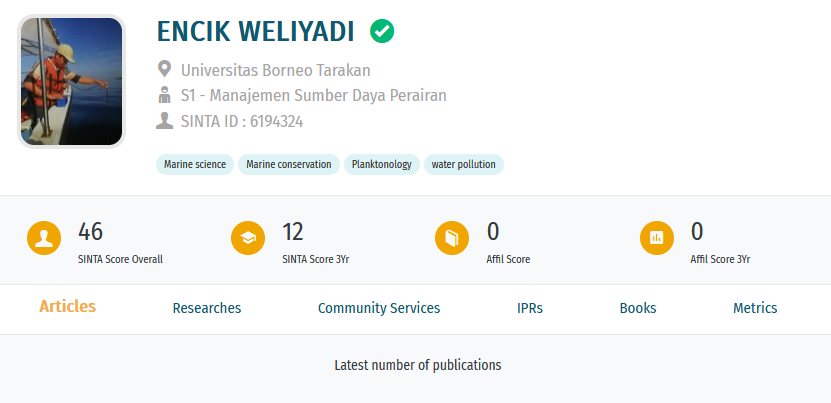 ENCIK WELIYADI
Universitas Borneo Tarakan
S1 - Manajemen Sumber Daya Perairan
SINTA ID : 6194324
Marine science Marine conservation Planktonology water pollution
46 12 0 0
SINTA Score Overall SINTA Score 3Yr Affil Score Affil Score 3Yr
Articles Researches Community Services IPRs Books Metrics
Latest number of publications